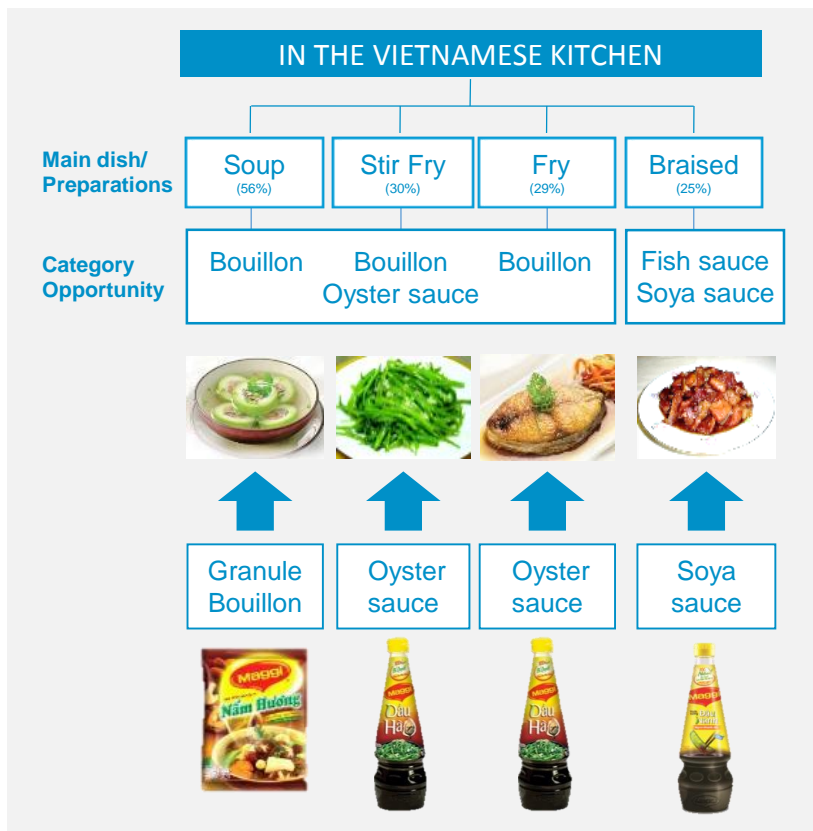 IN THE VIETNAMESE KITCHEN
Main dish/
Preparations
Soup
(56%)
Stir Fry
(30%)
Fry
(29%)
Braised
(25%)
Category
Opportunity
Bouillon
Bouillon
Oyster sauce
Bouillon
Fish sauce
Soya sauce
Granule
Bouillon
Oyster
sauce
Oyster
sauce
Soya
sauce
Maggi
Nấm Hương
MAGGI
Dầu
Hào
MAGGI
Dầu
Hào
MAGGI